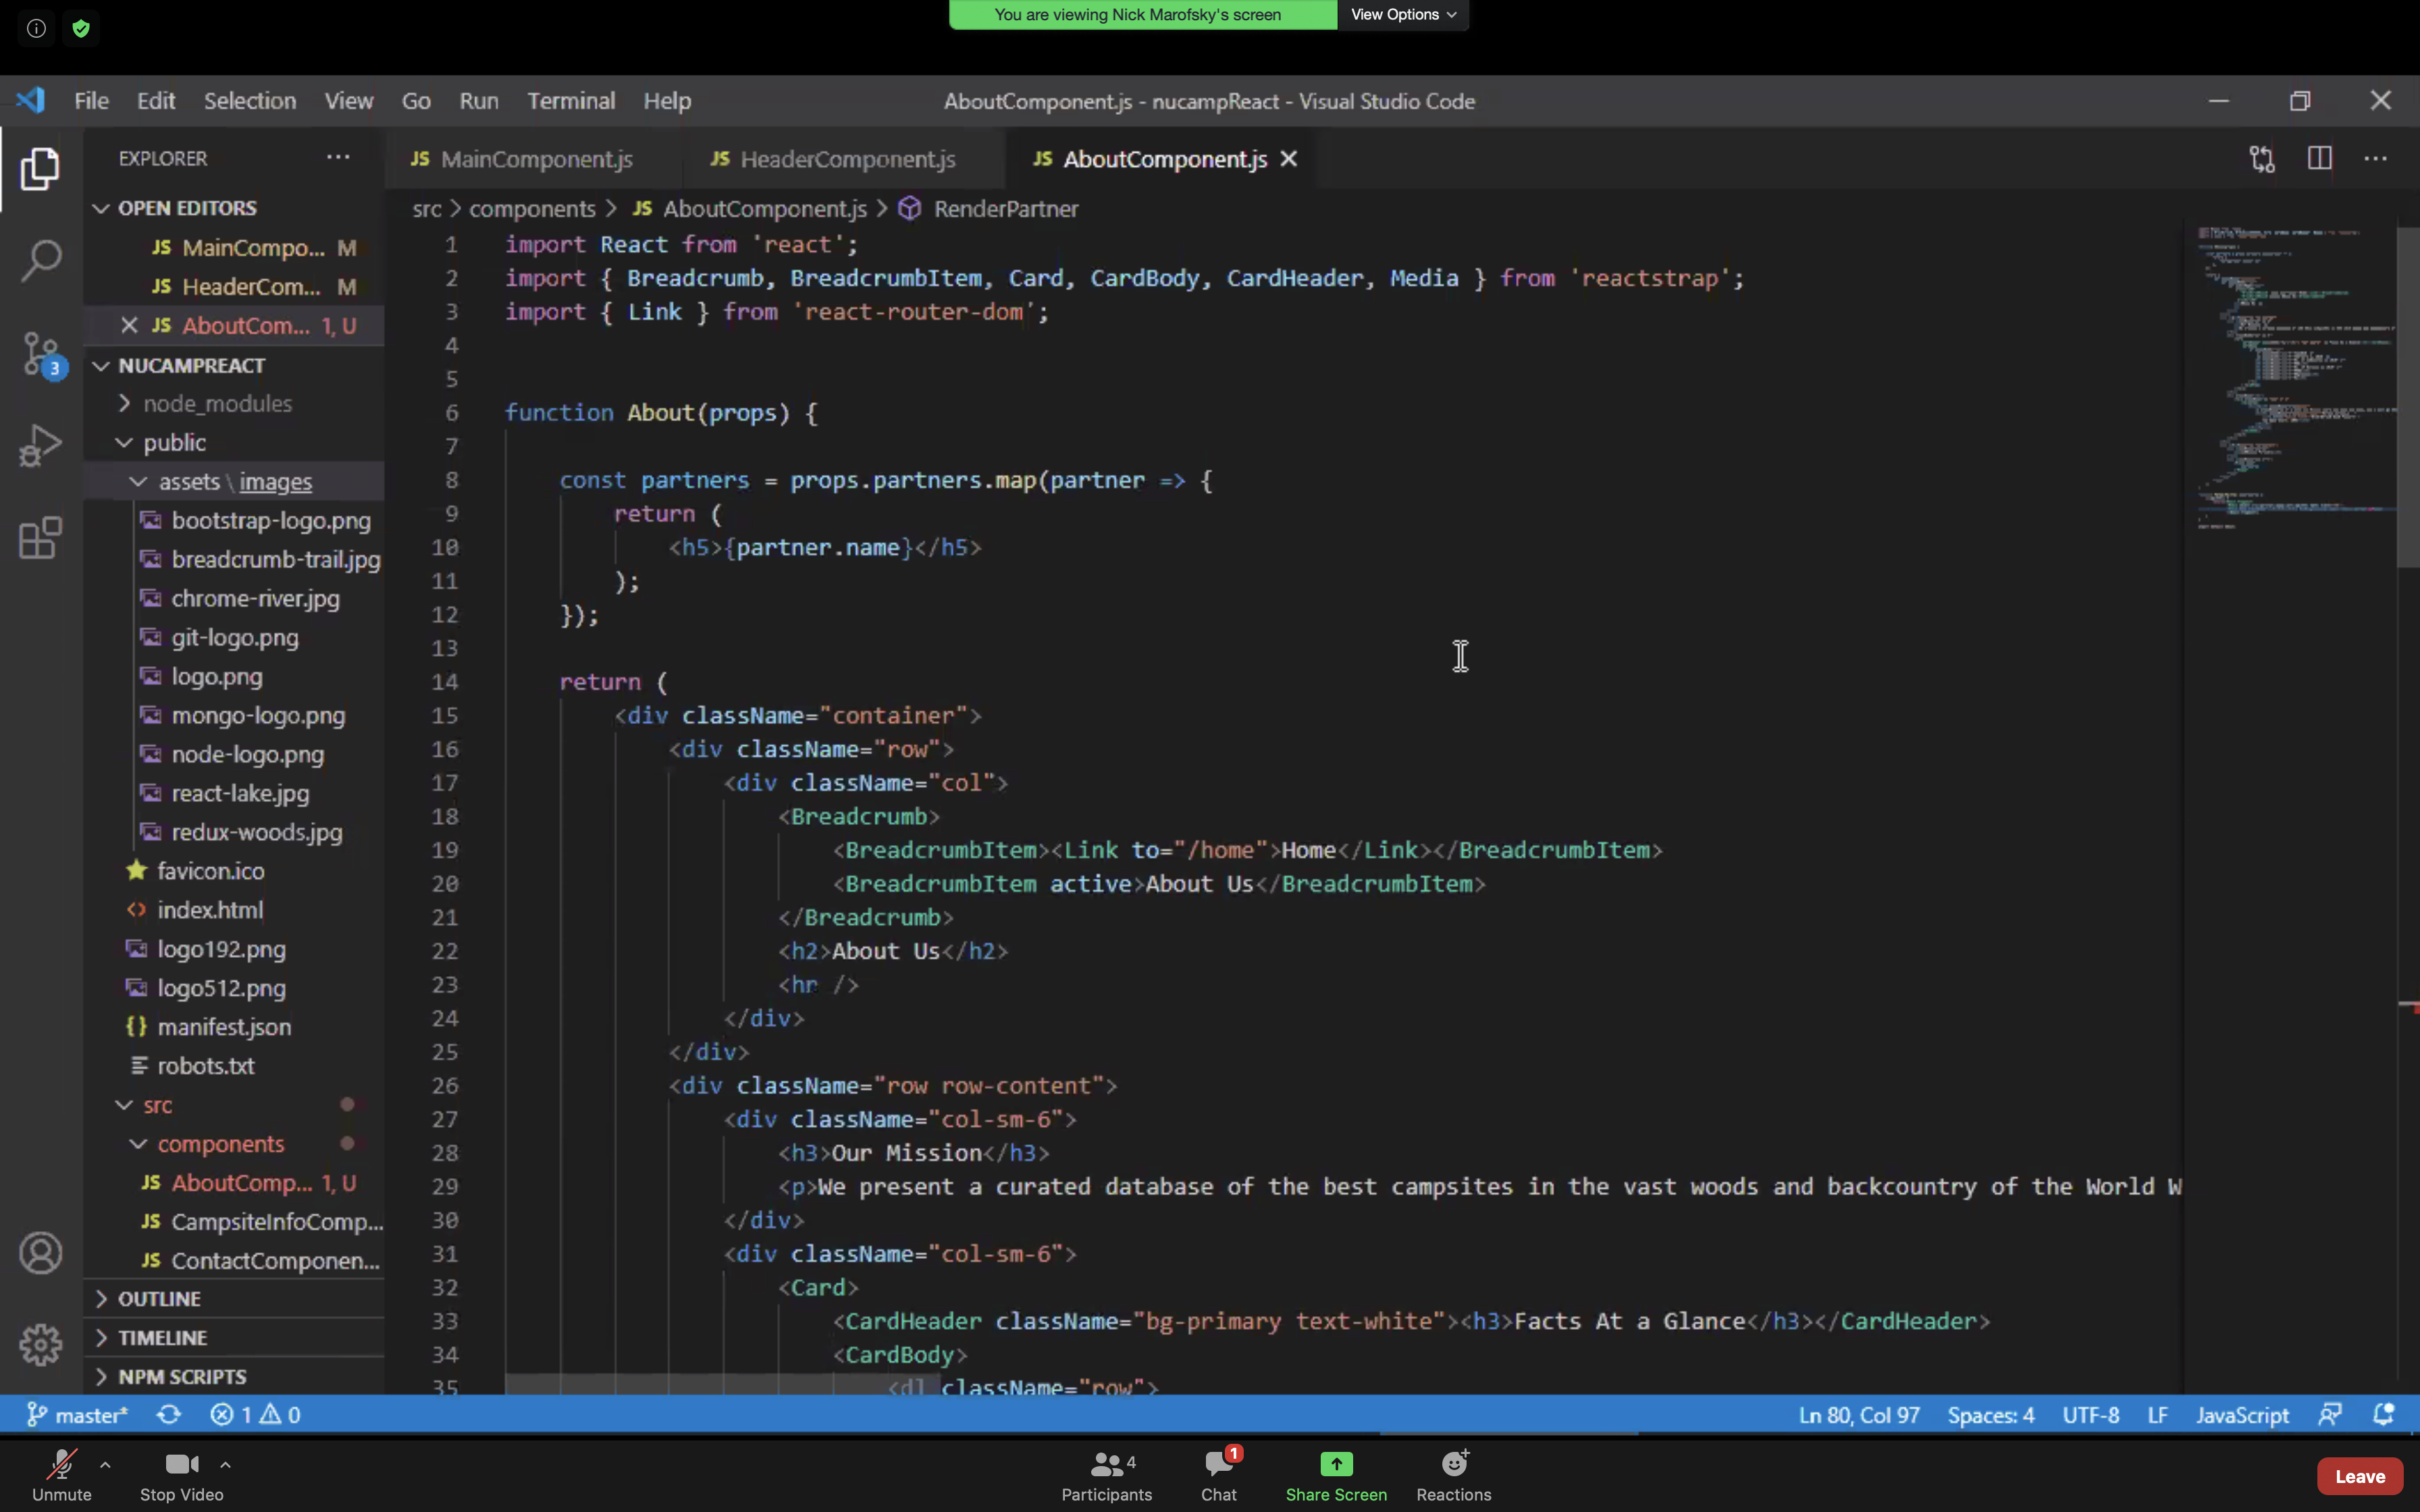 You are viewing Nick Marofsky's screen View Options
File Edit Selection View Go Run Terminal Help AboutComponent.js - nucampReact - Visual Studio Code
EXPLORER
OPEN EDITORS
JS MainCompo... M
JS HeaderCom... M
JS AboutCom... 1, U
3
NUCAMPREACT
node_modules
public
assets \ images
bootstrap-logo.png
breadcrumb-trail.jpg
chrome-river.jpg
git-logo.png
logo.png
mongo-logo.png
node-logo.png
react-lake.jpg
redux-woods.jpg
favicon.ico
index.html
logo192.png
logo512.png
manifest.json
robots.txt
src
components
JS AboutComp... 1, U
JS CampsiteInfoComp...
JS ContactComponen...
OUTLINE
TIMELINE
NPM SCRIPTS
JS MainComponent.js JS HeaderComponent.js JS AboutComponent.js
src > components > JS AboutComponent.js > RenderPartner
1 import React from 'react';
2 import { Breadcrumb, BreadcrumbItem, Card, CardBody, CardHeader, Media } from 'reactstrap';
3 import { Link } from 'react-router-dom';
4
5
6 function About(props) {
7
8 const partners = props.partners.map(partner => {
9 return (
10 <h5>{partner.name}</h5>
11 );
12 });
13
14 return (
15 <div className="container">
16 <div className="row">
17 <div className="col">
18 <Breadcrumb>
19 <BreadcrumbItem><Link to="/home">Home</Link></BreadcrumbItem>
20 <BreadcrumbItem active>About Us</BreadcrumbItem>
21 </Breadcrumb>
22 <h2>About Us</h2>
23 <hr />
24 </div>
25 </div>
26 <div className="row row-content">
27 <div className="col-sm-6">
28 <h3>Our Mission</h3>
29 <p>We present a curated database of the best campsites in the vast woods and backcountry of the World W
30 </div>
31 <div className="col-sm-6">
32 <Card>
33 <CardHeader className="bg-primary text-white"><h3>Facts At a Glance</h3></CardHeader>
34 <CardBody>
35 <dl className="row">
master* 1 0 Ln 80, Col 97 Spaces: 4 UTF-8 LF JavaScript
4 1
Unmute Stop Video Participants Chat Share Screen Reactions Leave